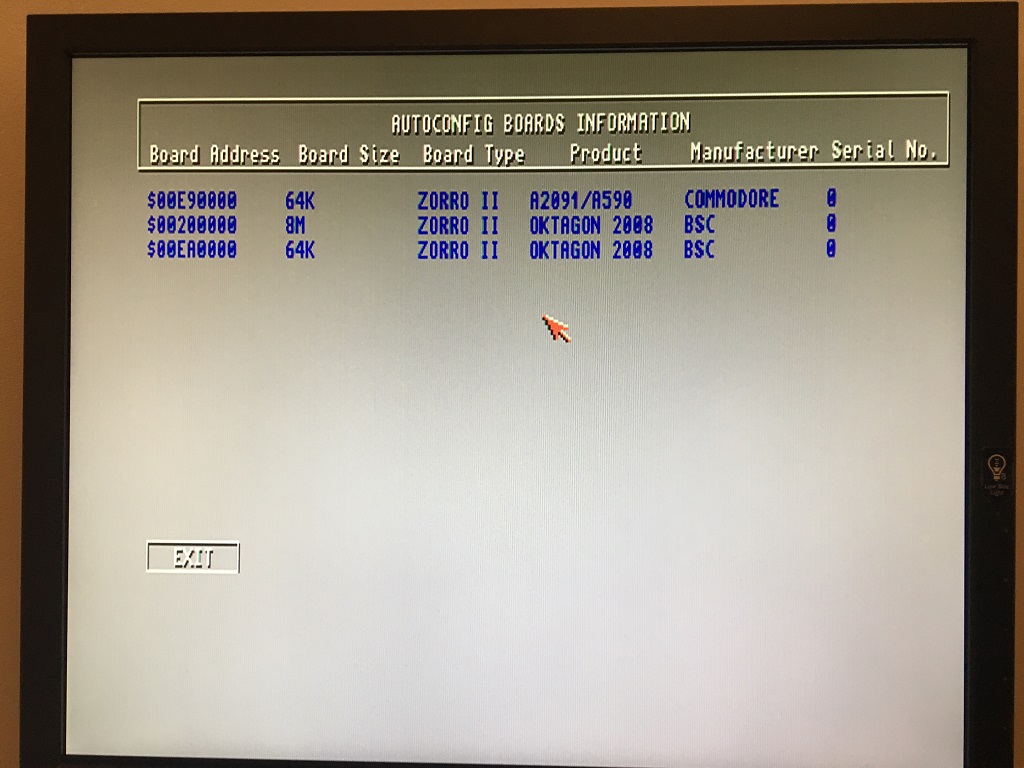 AUTOCONFIG BOARDS INFORMATION
Board Address Board Size Board Type Product Manufacturer Serial No.
$00E90000 64K ZORRO II A2091/A590 COMMODORE 0
$00200000 8M ZORRO II OKTAGON 2008 BSC 0
$00EA0000 64K ZORRO II OKTAGON 2008 BSC 0
EXIT